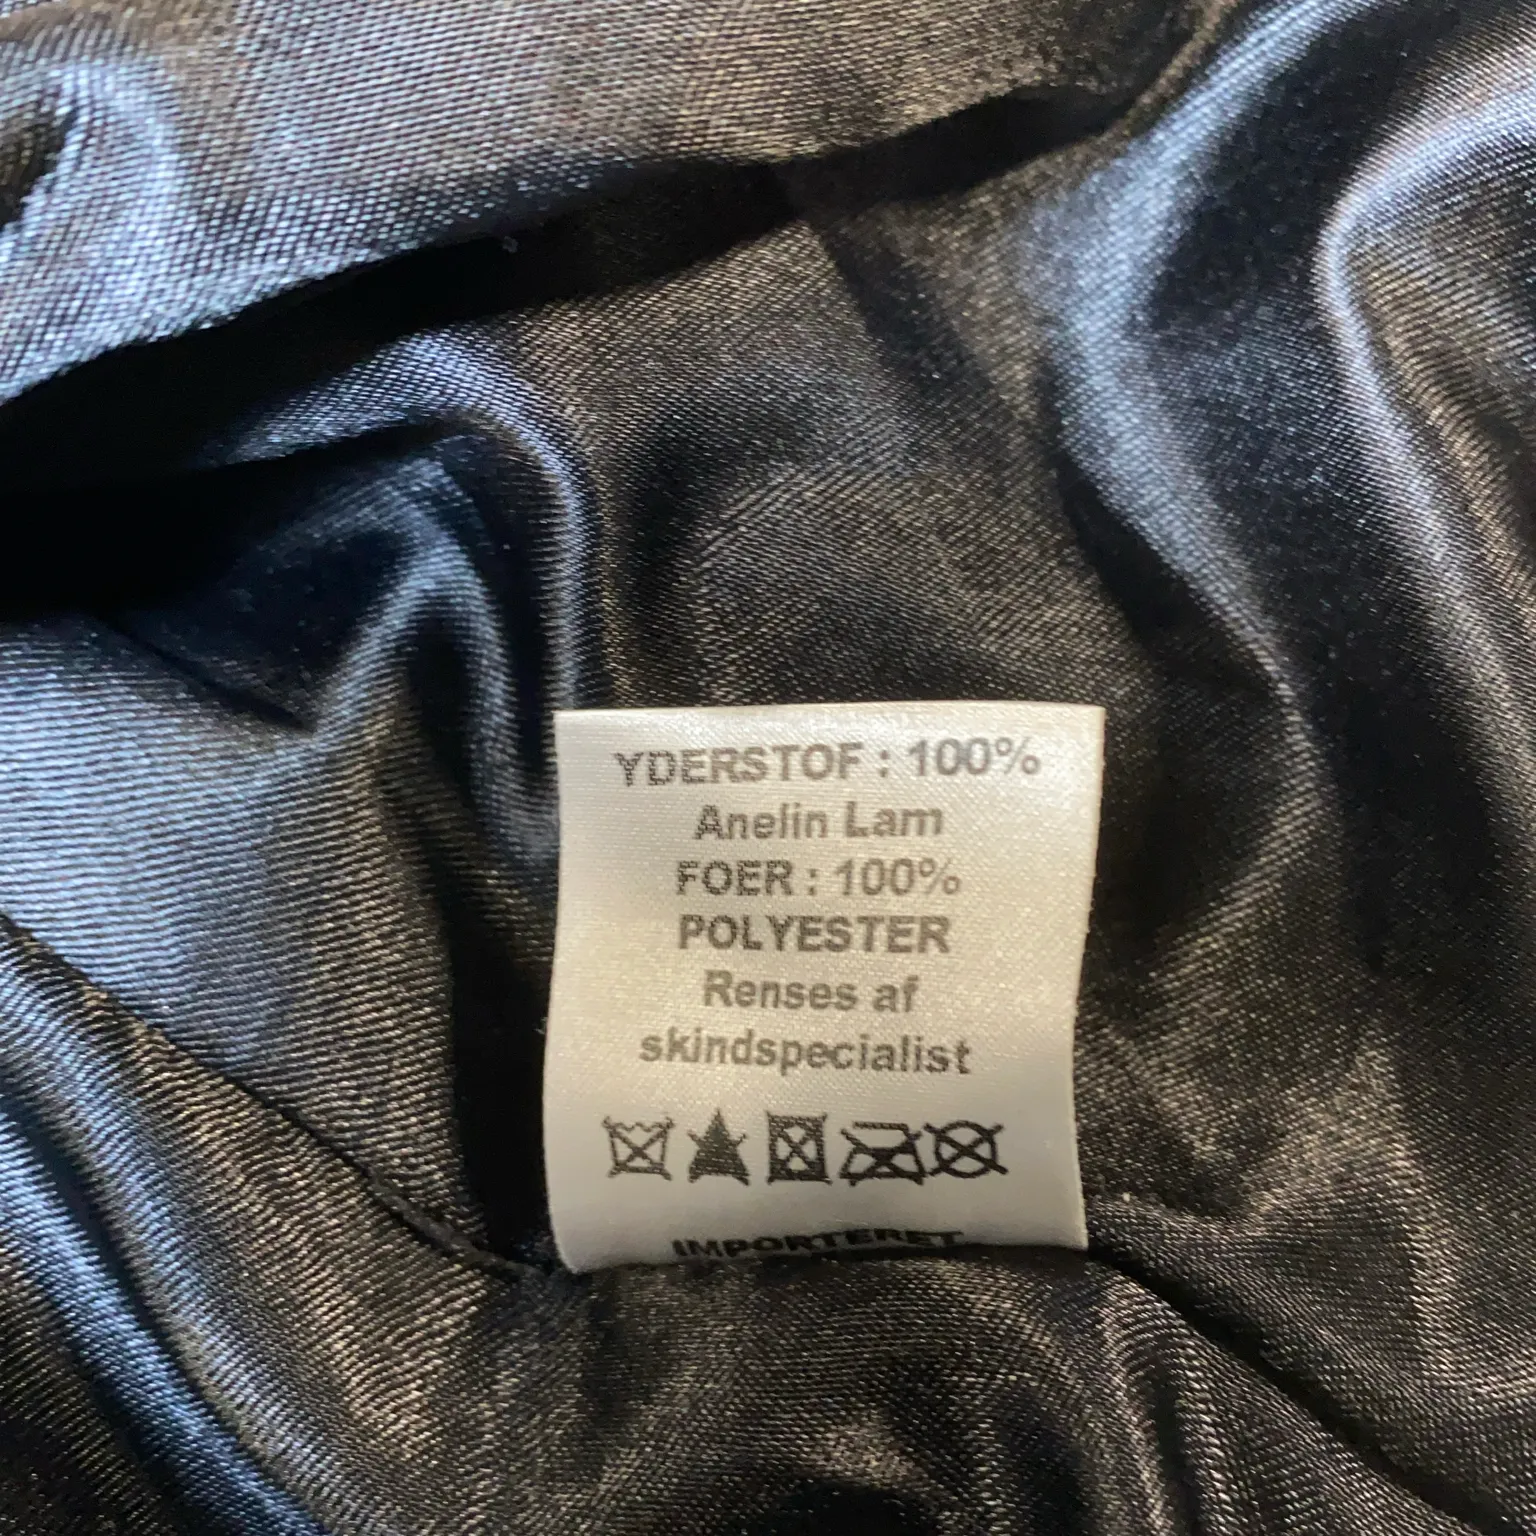 YDERSTOF : 100%
Anelin Lam
FOER : 100%
POLYESTER
Renses af
skindspecialist
IMPORTERET